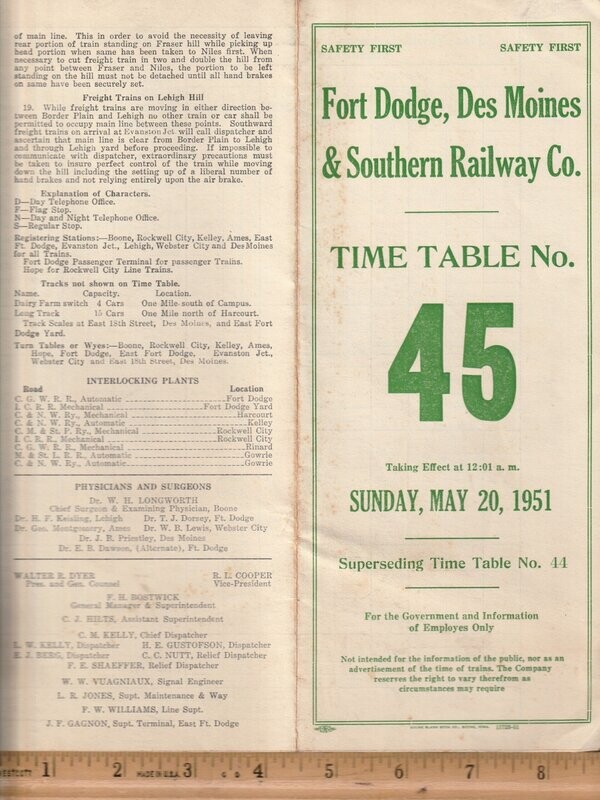 of main line. This in order to avoid the necessity of leaving
rear portion of train standing on Fraser hill while picking up
head portion when same has been taken to Niles first. When
necessary to cut freight train in two and double the hill from
any point between Fraser and Niles, the portion to be left
standing on the hill must not be detached until all hand brakes
on same have been securely set.
Freight Trains on Lehigh Hill
19. While freight trains are moving in either direction be-
tween Border Plain and Lehigh no other train or car shall be
permitted to occupy main line between these points. Southward
freight trains on arrival at Evanston Jct will call dispatcher and
ascertain that main line is clear from Border Plain to Lehigh
and through Lehigh yard before proceeding. If impossible to
communicate with dispatcher, extraordinary precautions must
be taken to insure perfect control of the train while moving
down the hill including the setting up of a liberal number of
hand brakes and not relying entirely upon the air brake.
Explanation of Characters.
D—Day Telephone Office.
F—Flag Stop.
N—Day and Night Telephone Office.
S—Regular Stop.
Registering Stations:—Boone, Rockwell City, Kelley, Ames, East
Ft. Dodge, Evanston Jct., Lehigh, Webster City and Des Moines
for all Trains.
Fort Dodge Passenger Terminal for passenger Trains.
Hope for Rockwell City Line Trains.
Tracks not shown on Time Table.
Name. Capacity. Location.
Dairy Farm switch 4 Cars One Mile south of Campus.
Long Track 15 Cars One Mile north of Harcourt.
Track Scales at East 18th Street, Des Moines, and East Fort
Dodge Yard.
Turn Tables or Wyes:—Boone, Rockwell City, Kelley, Ames,
Hope, Fort Dodge, East Fort Dodge, Evanston Jct.,
Webster City and East 18th Street, Des Moines.
INTERLOCKING PLANTS
Road Location
C. G. W. R. R., Automatic Fort Dodge
I. C. R. R. Mechanical Fort Dodge Yard
C. & N. W. Ry., Mechanical Harcourt
C. & N. W. Ry., Automatic Kelley
C. M. & St. P. Ry., Mechanical Rockwell City
I. C. R. R., Mechanical Rockwell City
C. G. W. R. R., Mechanical Rinard
M. & St. L. R. R., Automatic Gowrie
C. & N. W. Ry., Automatic Gowrie
PHYSICIANS AND SURGEONS
Dr. W. H. LONGWORTH
Chief Surgeon & Examining Physician, Boone
Dr. H. F. Kessling, Lehigh Dr. T. J. Dorsey, Ft. Dodge
Dr. Geo. Montgomery, Ames Dr. W. B. Lewis, Webster City
Dr. J. B. Priestley, Des Moines
Dr. E. B. Dawson, (Alternate), Ft. Dodge
WALTER R. DYER R. L. COOPER
Pres. and Gen. Counsel Vice-President
F. H. BOSTWICK
General Manager & Superintendent
C. J. HILTS, Assistant Superintendent
C. M. KELLY, Chief Dispatcher
L. W. KELLY, Dispatcher H. E. GUSTOFSON, Dispatcher
E. J. BERG, Dispatcher C. C. NUTT, Relief Dispatcher
F. E. SHAEFFER, Relief Dispatcher
W. W. VUAGNIAUX, Signal Engineer
L. R. JONES, Supt. Maintenance & Way
F. W. WILLIAMS, Line Supt.
J. F. GAGNON, Supt. Terminal, East Ft. Dodge
SAFETY FIRST SAFETY FIRST
Fort Dodge, Des Moines
& Southern Railway Co.
TIME TABLE No.
45
Taking Effect at 12:01 a. m.
SUNDAY, MAY 20, 1951
Superseding Time Table No. 44
For the Government and Information
of Employes Only
Not intended for the information of the public, nor as an
advertisement of the time of trains. The Company
reserves the right to vary therefrom as
circumstances may require
1 2 MADE IN U.S.A. 3 4 5 6 7 8